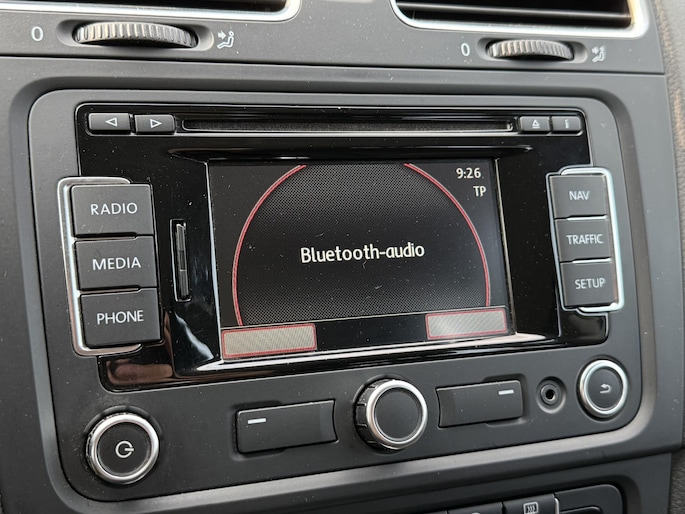 0
0
9:26
TP
RADIO
NAV
MEDIA
TRAFFIC
PHONE
SETUP
Bluetooth-audio
i